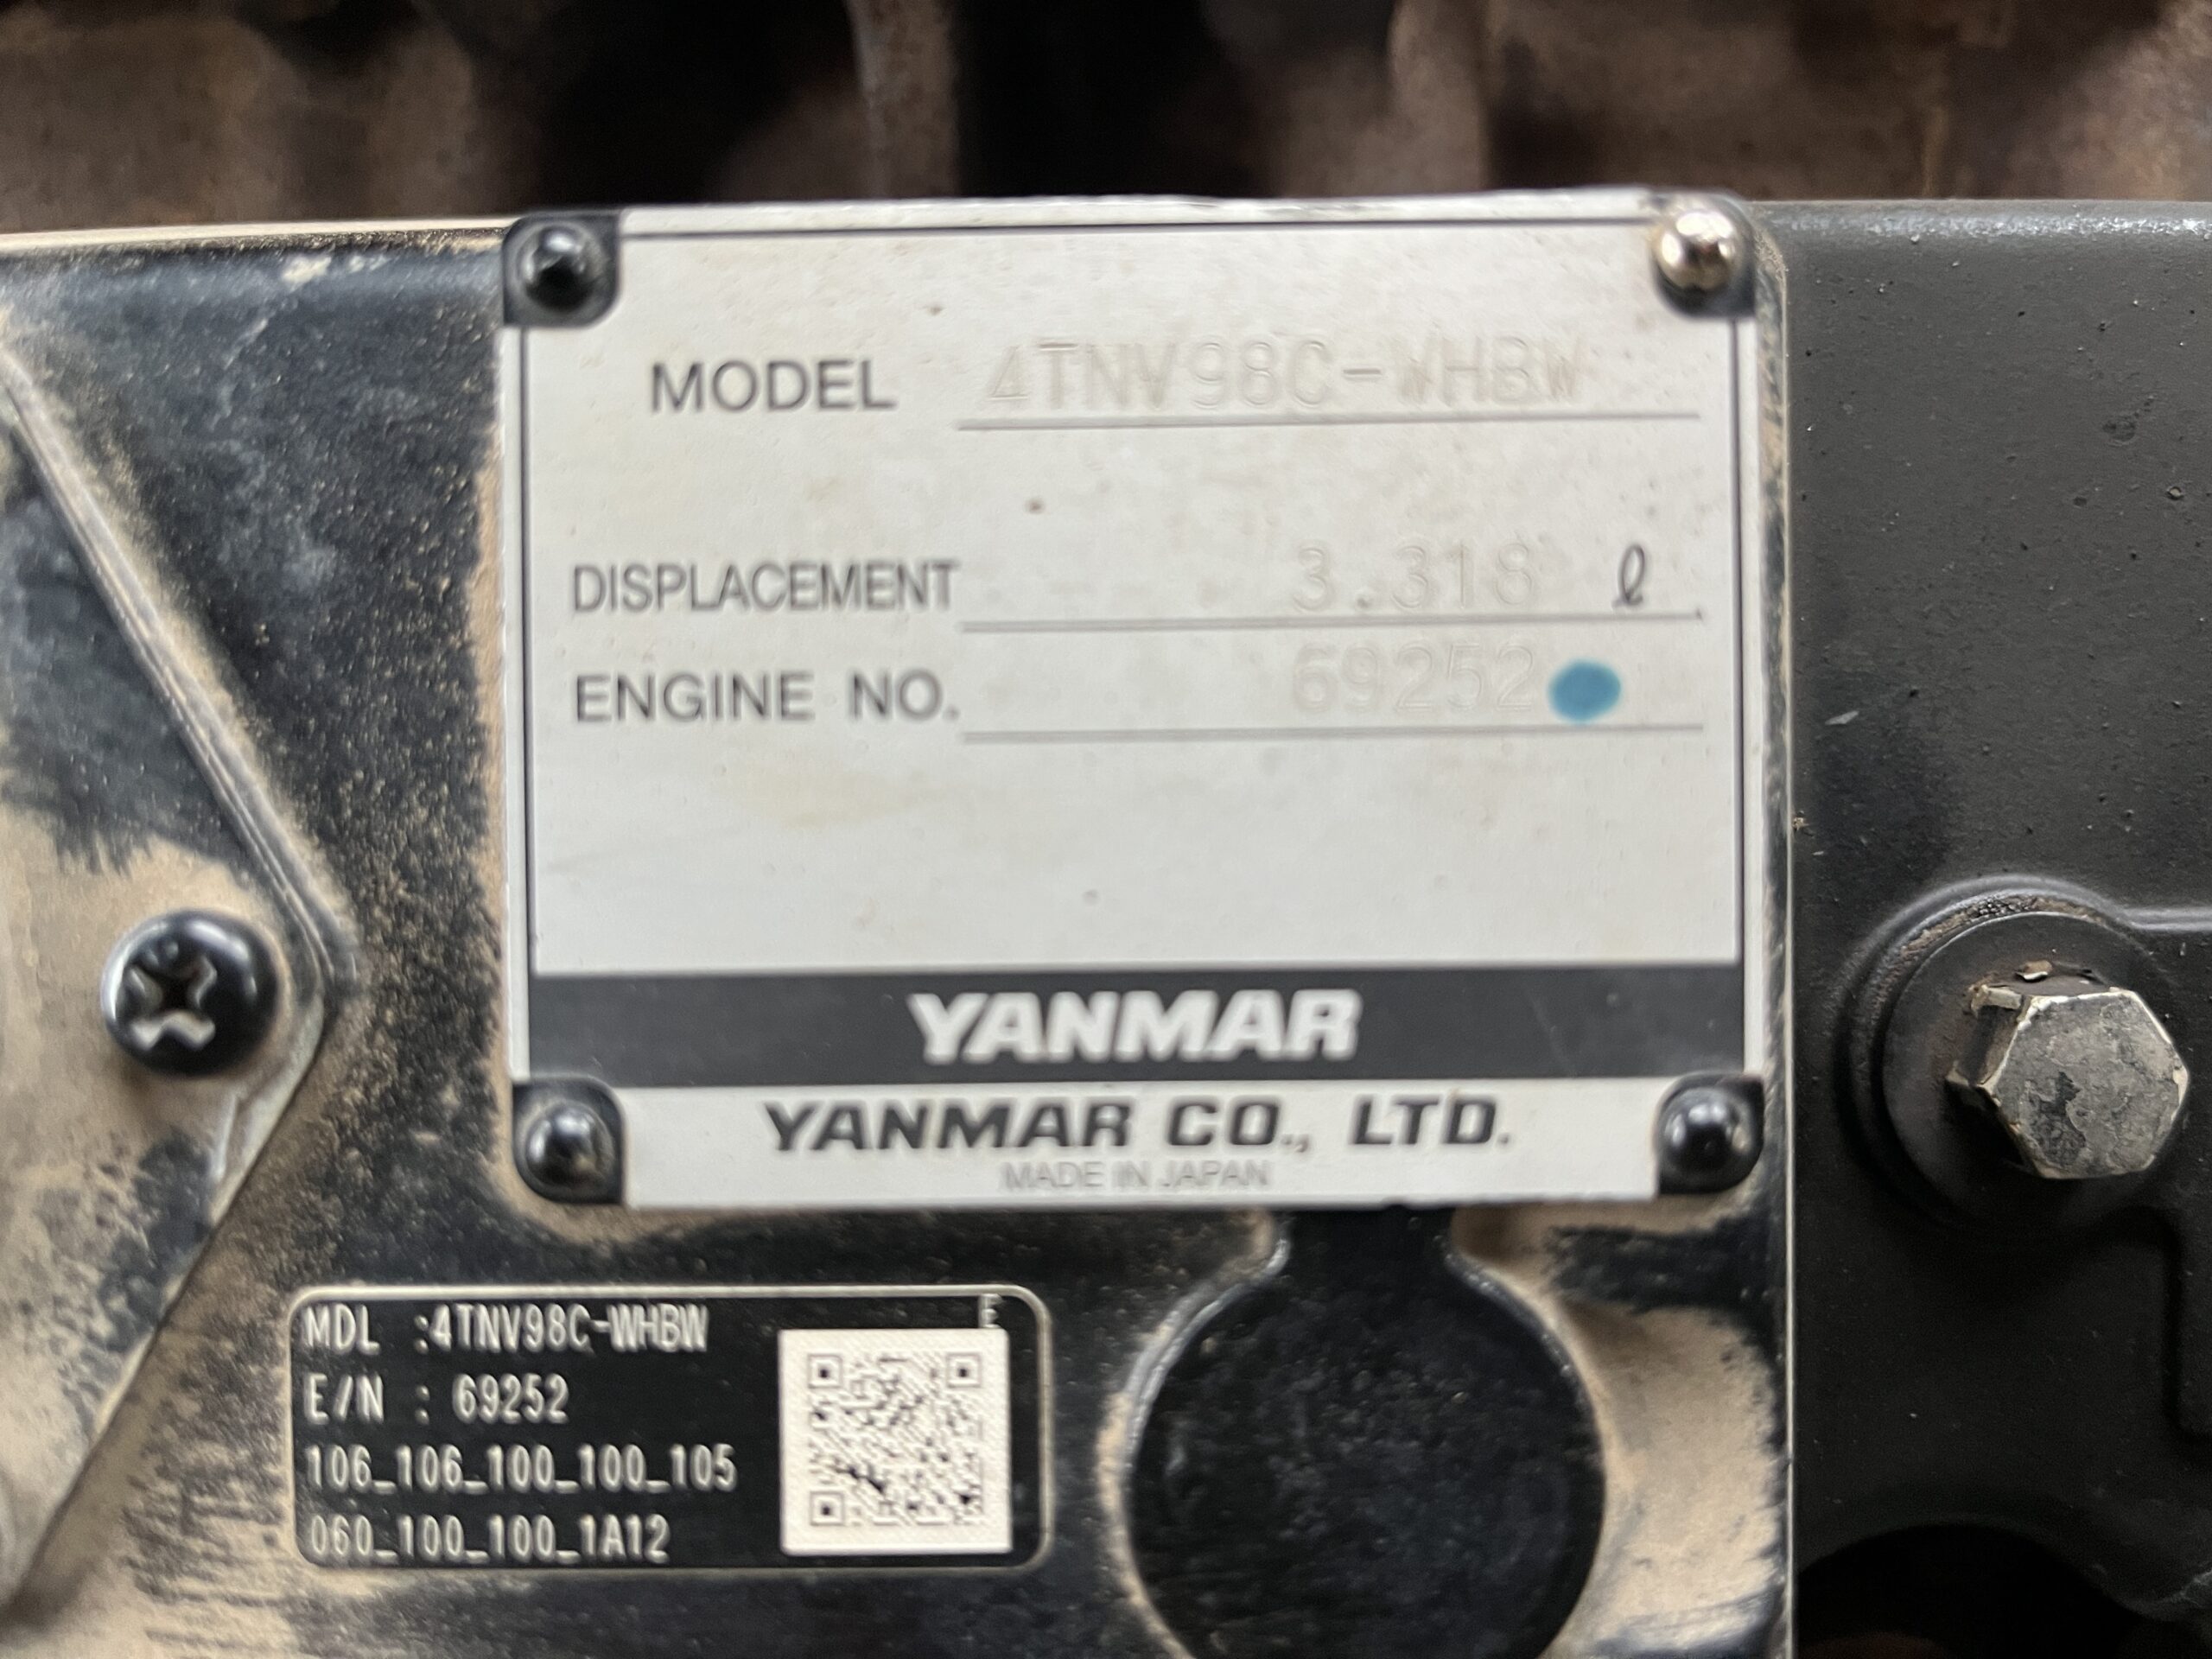 MODEL 4TNV98C-WHBW
DISPLACEMENT 3.318 ℓ
ENGINE NO. 69252
YANMAR
YANMAR CO., LTD.
MADE IN JAPAN
E
MDL :4TNV98C-WHBW
E/N : 69252
106_106_100_100_105
060_100_100_1A12